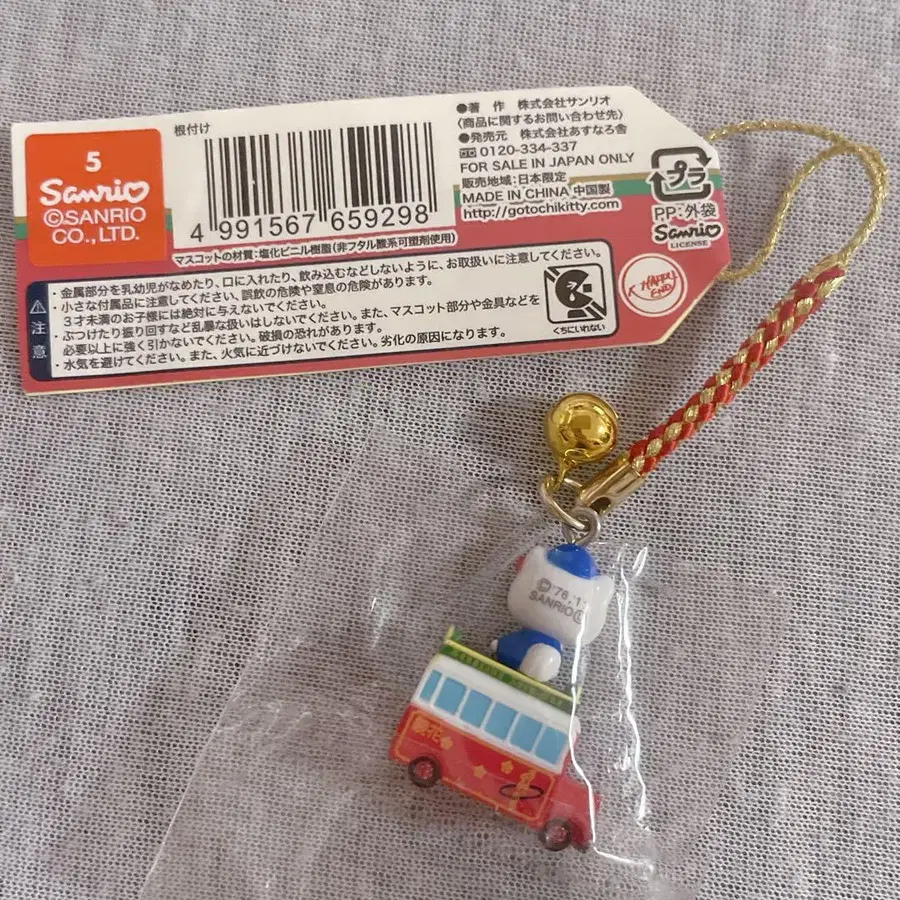 5
Sanrio
©SANRIO
CO.,LTD.
根付け
4 991567 659298
マスコットの材質:塩化ビニル樹脂(非フタル酸系可塑剤使用)
●著 作 株式会社サンリオ
〈商品に関するお問い合わせ先〉
●発売元 株式会社あすなろ舎
0120-334-337
FOR SALE IN JAPAN ONLY
販売地域:日本限定
MADE IN CHINA 中国製
http://gotochikitty.com
プラ
PP:外袋
Sanrio
LICENSE
HAPPY
END
注意
・金属部分を乳幼児がなめたり、口に入れたり、飲み込むなどしないように、お取扱いに注意してください。
・小さな付属品に注意してください。誤飲の危険や窒息の危険があります。
3才未満のお子様には絶対に与えないでください。
・ぶつけたり振り回すなど乱暴な扱いはしないでください。また、マスコット部分や金具などを
必要以上に強く引かないでください。破損の恐れがあります。
・水気を避けてください。また、火気に近づけないでください。劣化の原因になります。
くちにいれない
©'76,'1
SANRIO
花